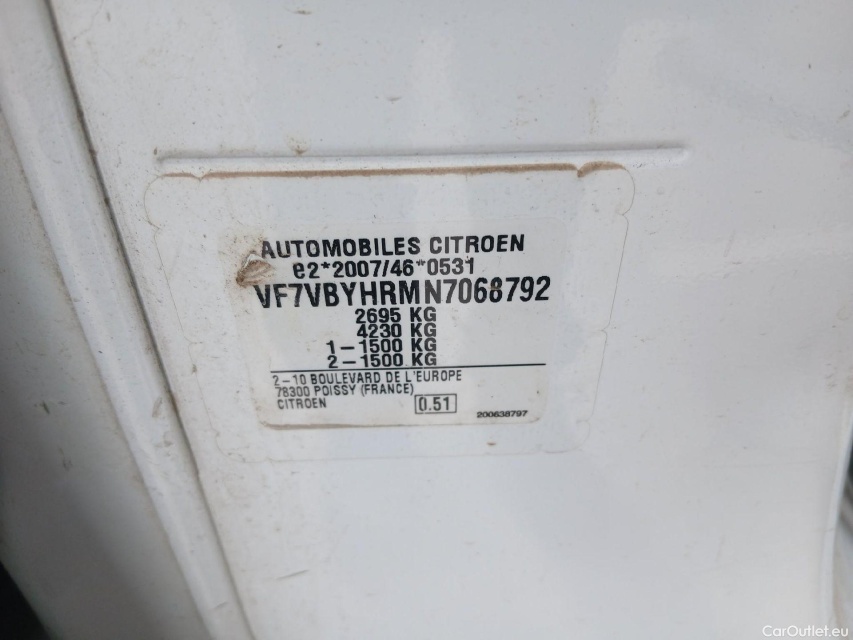 AUTOMOBILES CITROEN
e2*2007/46*0531
VF7VBYHRMN7068792
2695 KG
4230 KG
1-1500 KG
2-1500 KG
2-10 BOULEVARD DE L'EUROPE
78300 POISSY (FRANCE)
CITROEN
0.51
200638797
CarOutlet.eu